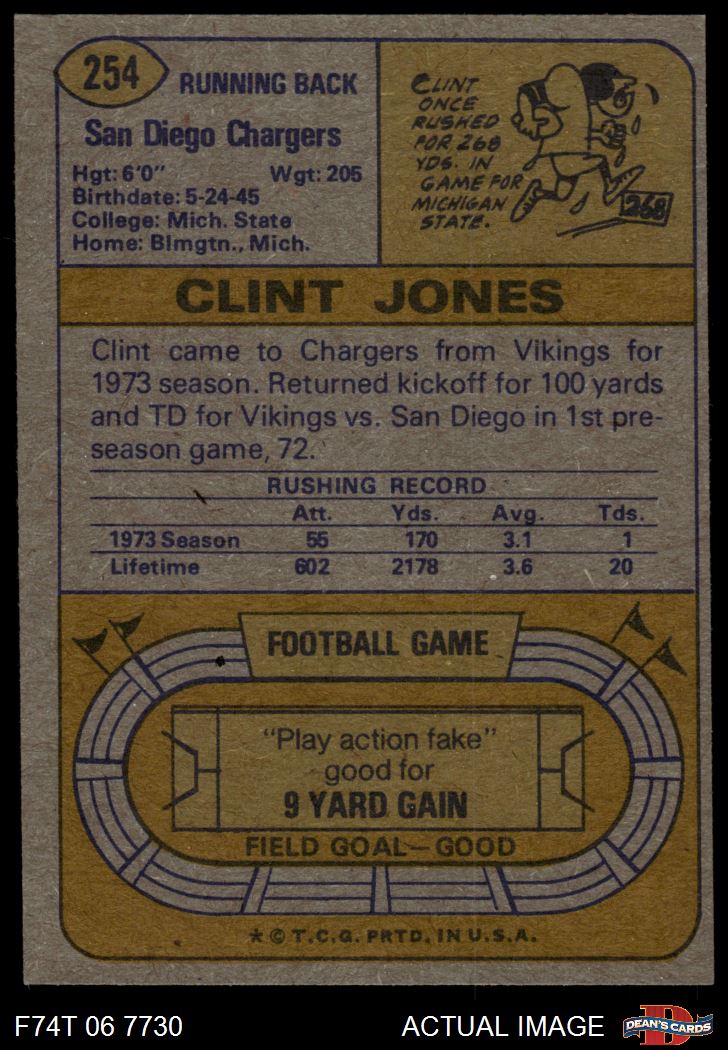 254
RUNNING BACK
San Diego Chargers
Hgt: 6'0" Wgt: 205
Birthdate: 5-24-45
College: Mich. State
Home: Blmgtn., Mich.
CLINT
ONCE
RUSHED
FOR 268
YDS. IN
GAME FOR
MICHIGAN
STATE.
268
CLINT JONES
Clint came to Chargers from Vikings for
1973 season. Returned kickoff for 100 yards
and TD for Vikings vs. San Diego in 1st pre-
season game, 72.
RUSHING RECORD
Att. Yds. Avg. Tds.
1973 Season 55 170 3.1 1
Lifetime 602 2178 3.6 20
FOOTBALL GAME
"Play action fake"
good for
9 YARD GAIN
FIELD GOAL—GOOD
* © T.C.G. PRTD. IN U.S.A.
F74T 06 7730 ACTUAL IMAGE
D
DEAN'S CARDS